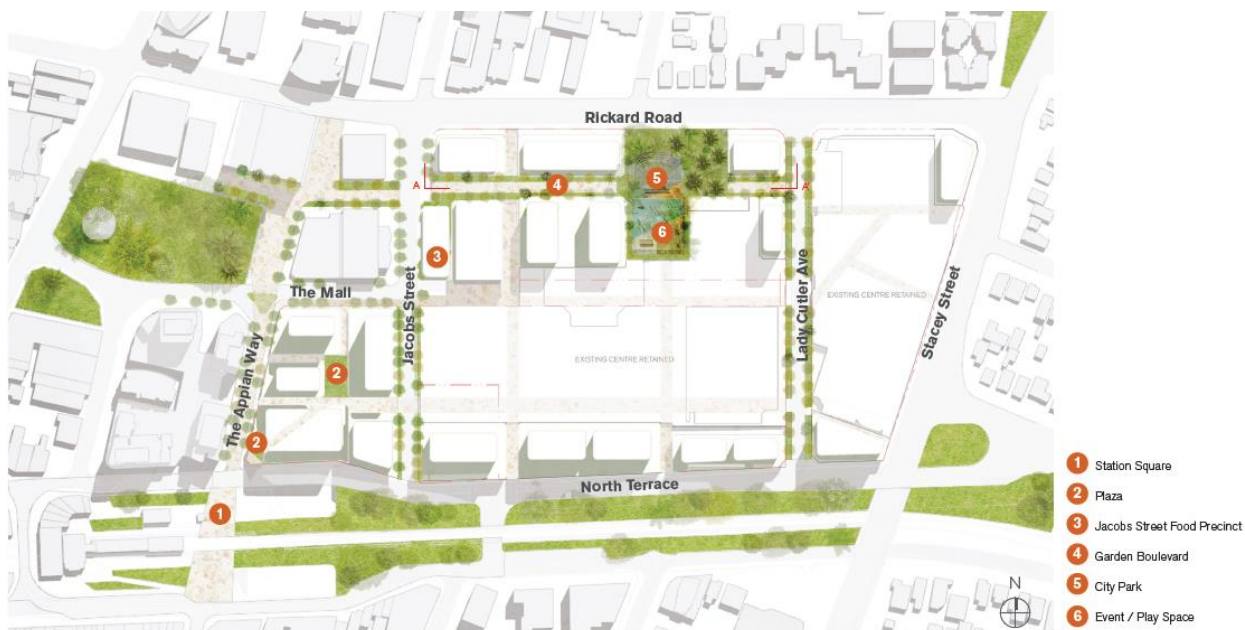 Rickard Road
A
4
5
A'
6
3
Jacobs Street
Lady Cutler Ave
Stacey Street
The Mall
EXISTING CENTRE RETAINED
The Appian Way
2
EXISTING CENTRE RETAINED
2
North Terrace
1
N
1 Station Square
2 Plaza
3 Jacobs Street Food Precinct
4 Garden Boulevard
5 City Park
6 Event / Play Space